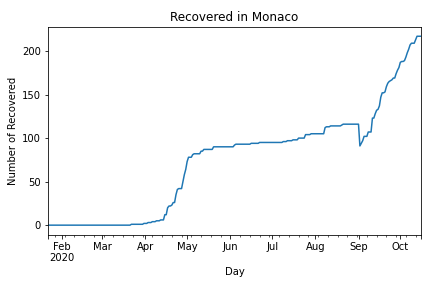 Recovered in Monaco
Number of Recovered
200
150
100
50
0
Feb
2020
Mar
Apr
May
Jun
Jul
Aug
Sep
Oct
Day